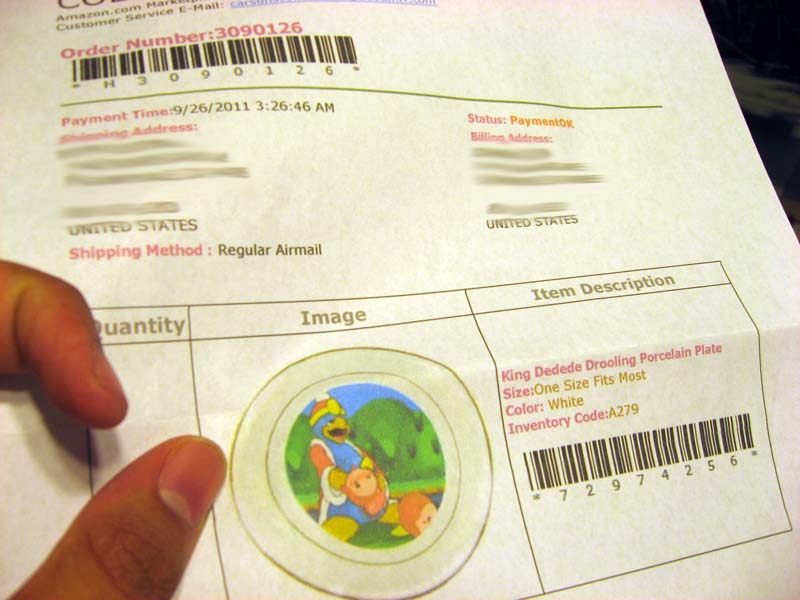 Amazon.com
Customer Service E-Mail:
Order Number:3090126
* H 3 0 9 0 1 2 6 *
Payment Time:9/26/2011 3:26:46 AM
Status: PaymentOK
Shipping Address:
Billing Address:
UNITED STATES
UNITED STATES
Shipping Method : Regular Airmail
Quantity
Image
Item Description
King Dedede Drooling Porcelain Plate
Size:One Size Fits Most
Color: White
Inventory Code:A279
* 7 2 9 7 4 2 5 6 *